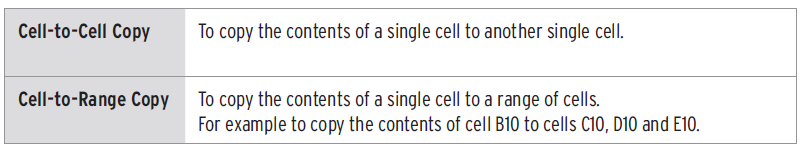 Cell-to-Cell Copy To copy the contents of a single cell to another single cell.
Cell-to-Range Copy To copy the contents of a single cell to a range of cells.
For example to copy the contents of cell B10 to cells C10, D10 and E10.